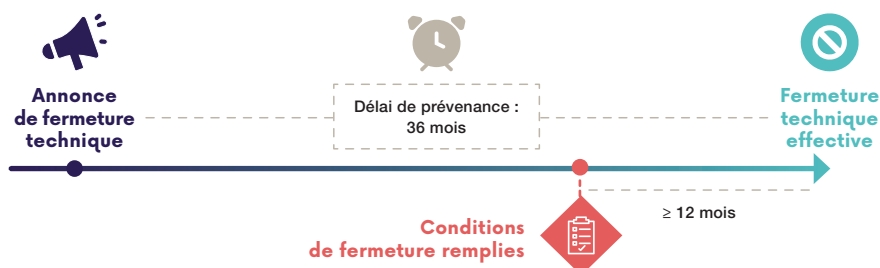 Annonce
de fermeture
technique
Délai de prévenance :
36 mois
Fermeture
technique
effective
≥ 12 mois
Conditions
de fermeture remplies